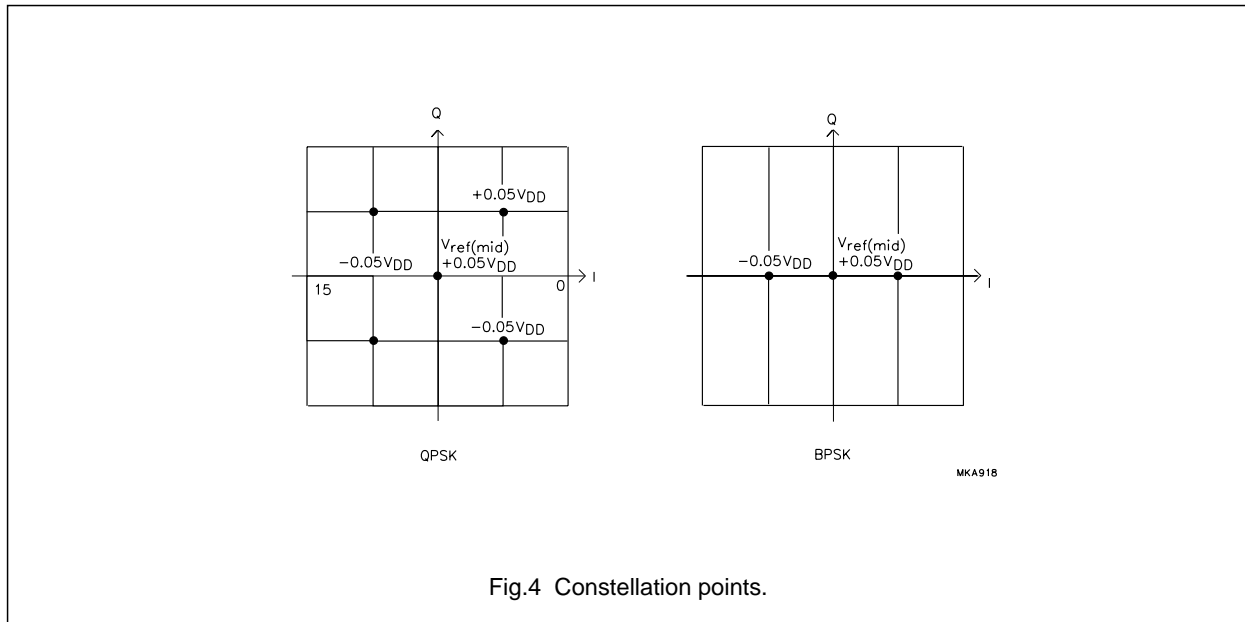 Q
+0.05VDD
Vref(mid)
-0.05VDD
+0.05VDD
I
15
0
-0.05VDD
QPSK
Q
Vref(mid)
-0.05VDD
+0.05VDD
I
BPSK
MKA918
Fig.4 Constellation points.